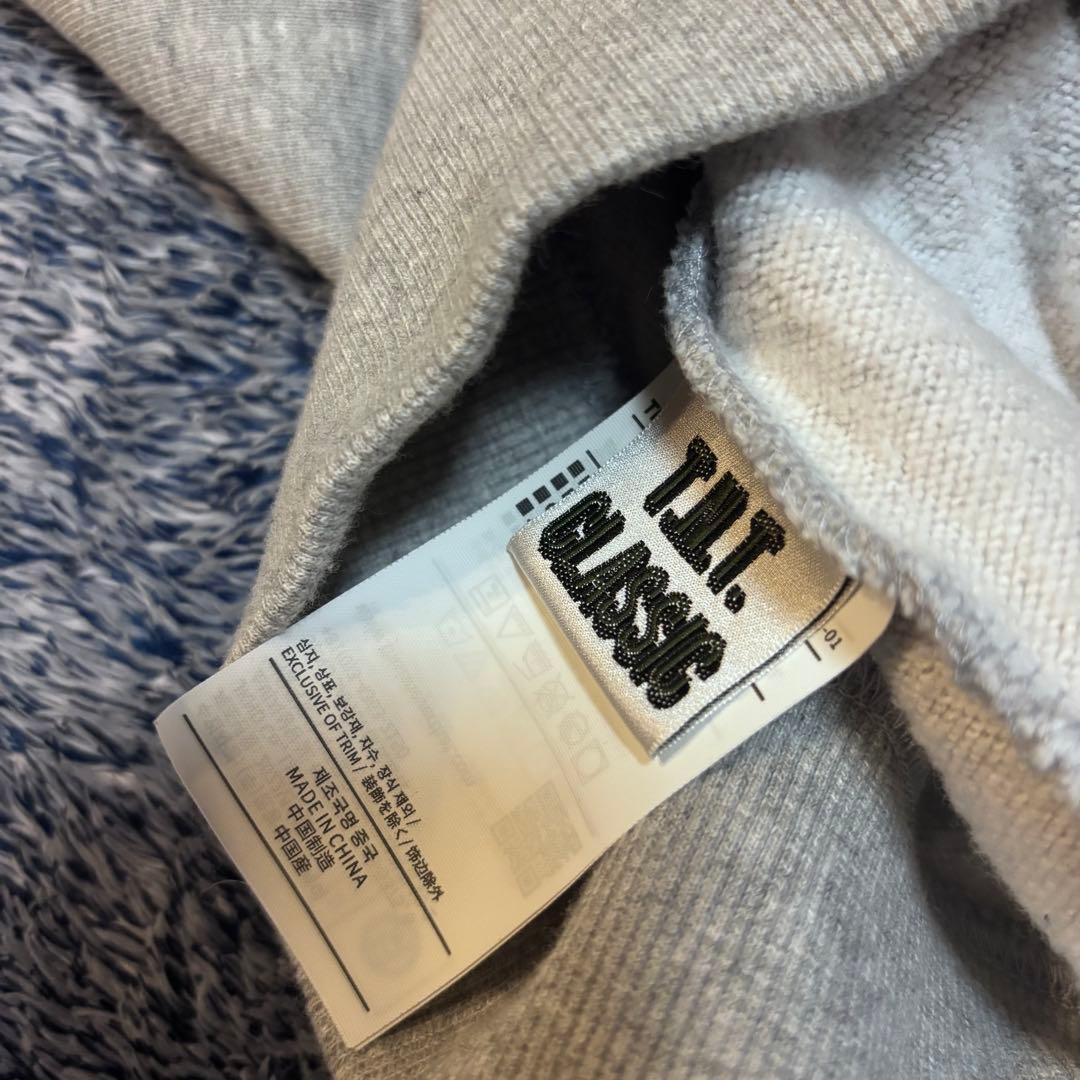 T.N.T.
CLASSIC
-01
심지, 상표, 보강재, 자수, 장식 제외 /
EXCLUSIVE OF TRIM / 装飾を除く / 饰边除外
제조국명 중국
MADE IN CHINA
中国制造
中国産